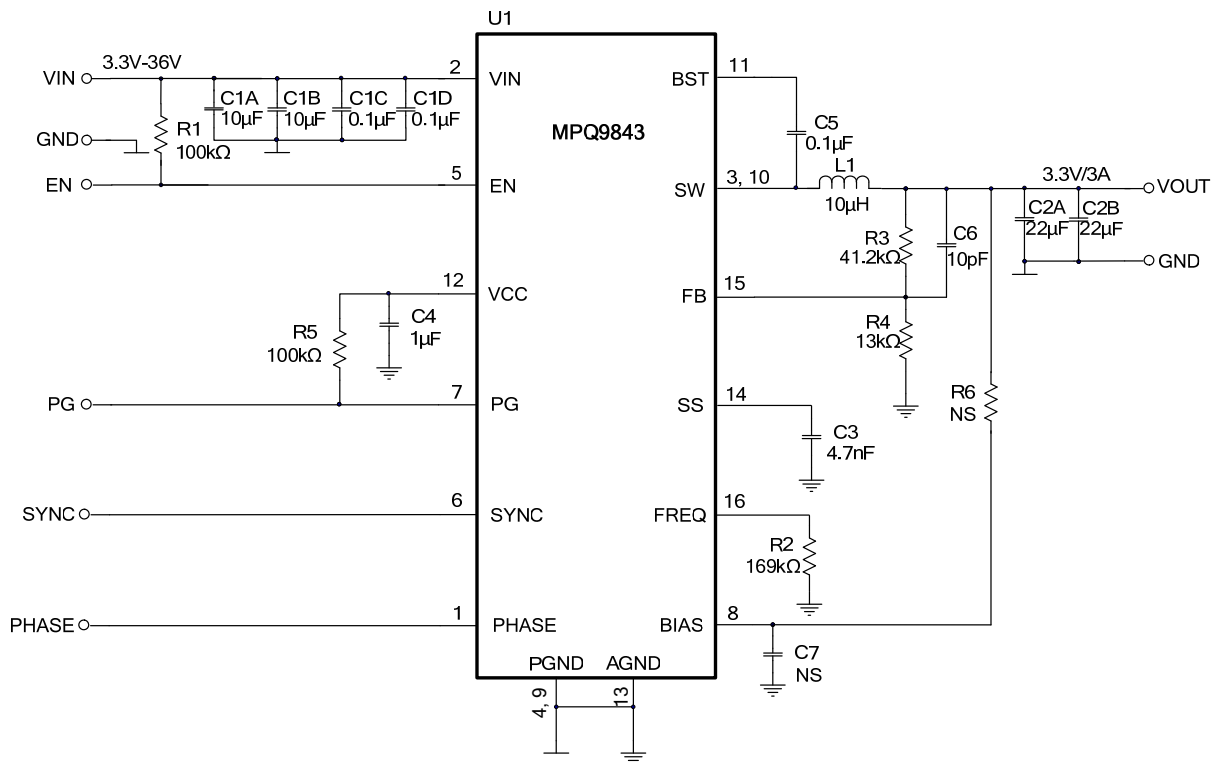 U1
MPQ9843
VIN
3.3V-36V
2
VIN
C1A
10µF
C1B
10µF
C1C
0.1µF
C1D
0.1µF
GND
R1
100kΩ
EN
5
EN
12
VCC
R5
100kΩ
C4
1µF
PG
7
PG
SYNC
6
SYNC
PHASE
1
PHASE
PGND
AGND
4, 9
13
BST
11
C5
0.1µF
SW
3, 10
L1
10µH
3.3V/3A
VOUT
R3
41.2kΩ
C6
10pF
C2A
22µF
C2B
22µF
GND
FB
15
R4
13kΩ
SS
14
C3
4.7nF
R6
NS
FREQ
16
R2
169kΩ
BIAS
8
C7
NS